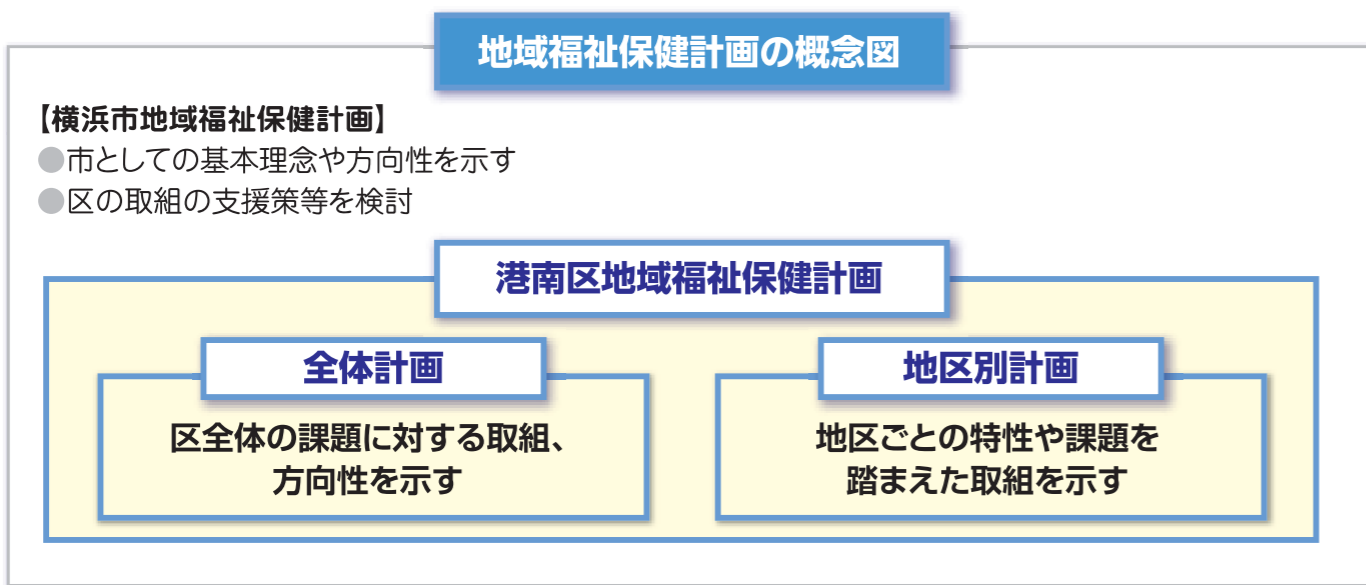 地域福祉保健計画の概念図
【横浜市地域福祉保健計画】
●市としての基本理念や方向性を示す
●区の取組の支援策等を検討
港南区地域福祉保健計画
全体計画
区全体の課題に対する取組、
方向性を示す
地区別計画
地区ごとの特性や課題を
踏まえた取組を示す